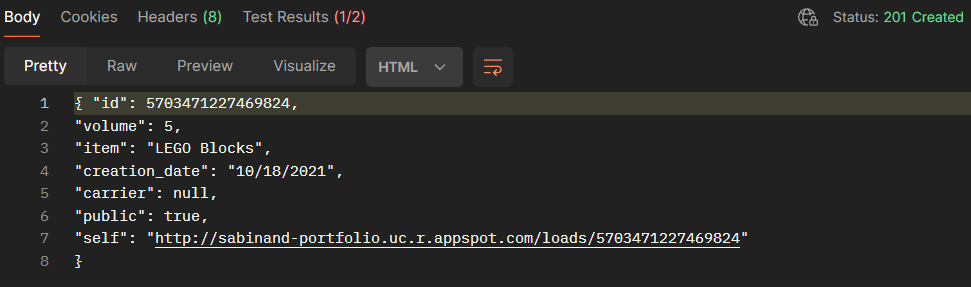 Body Cookies Headers (8) Test Results (1/2) Status: 201 Created
Pretty Raw Preview Visualize HTML
1 { "id": 5703471227469824,
2 "volume": 5,
3 "item": "LEGO Blocks",
4 "creation_date": "10/18/2021",
5 "carrier": null,
6 "public": true,
7 "self": "http://sabinand-portfolio.uc.r.appspot.com/loads/5703471227469824"
8 }